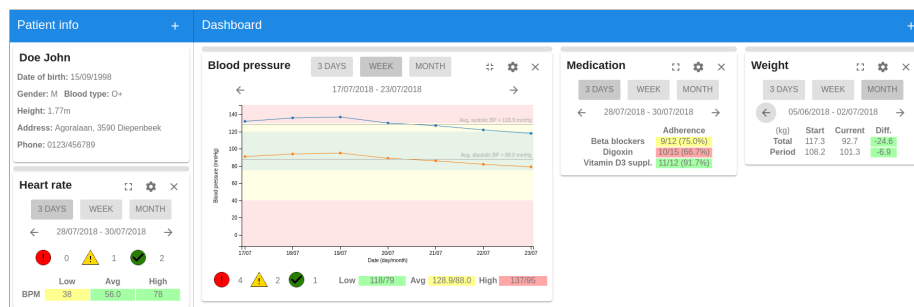 Patient info +
Dashboard +
Doe John
Date of birth: 15/09/1998
Gender: M Blood type: O+
Height: 1.77m
Address: Agoralaan, 3590 Diepenbeek
Phone: 0123/456789
Heart rate
3 DAYS WEEK MONTH
28/07/2018 - 30/07/2018
0 1 2
Low Avg High
BPM 38 56.0 78
Blood pressure 3 DAYS WEEK MONTH
17/07/2018 - 23/07/2018
Blood pressure (mmHg)
140
120
100
80
60
40
20
0
Avg. systolic BP = 128.9 mmHg
Avg. diastolic BP = 88.0 mmHg
17/07 18/07 19/07 20/07 21/07 22/07 23/07
Date (day/month)
4 2 1 Low 118/79 Avg 128.9/88.0 High 137/95
Medication
3 DAYS WEEK MONTH
28/07/2018 - 30/07/2018
Adherence
Beta blockers 9/12 (75.0%)
Digoxin 10/15 (66.7%)
Vitamin D3 suppl. 11/12 (91.7%)
Weight
3 DAYS WEEK MONTH
05/06/2018 - 02/07/2018
(kg) Start Current Diff.
Total 117.3 92.7 -24.6
Period 108.2 101.3 -6.9